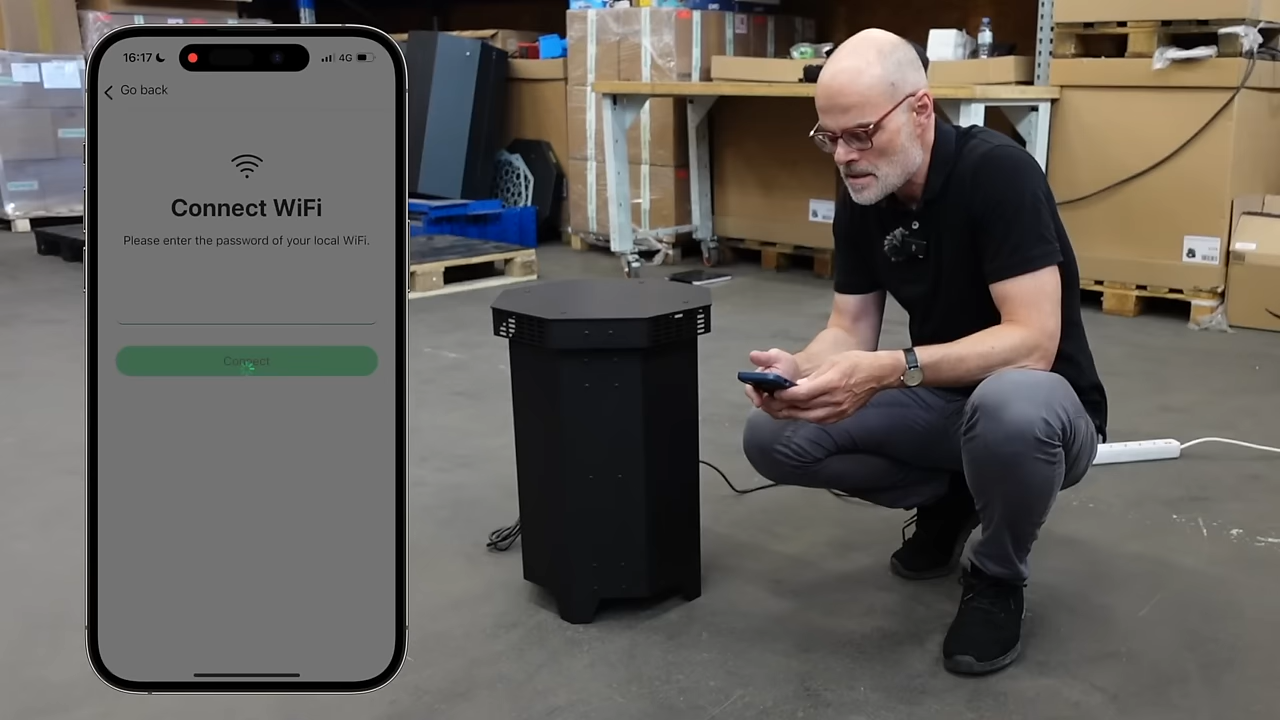 16:17
4G
Go back
Connect WiFi
Please enter the password of your local WiFi.
Connect